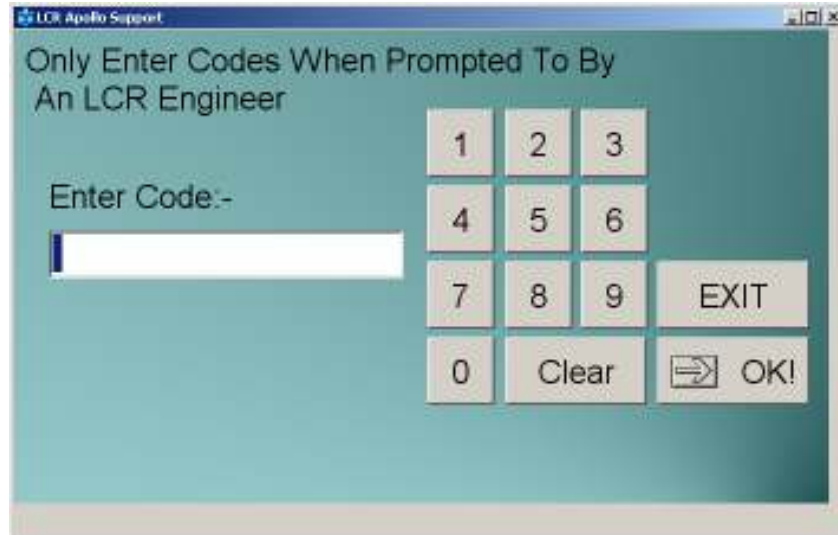 LCR Apollo Support
Only Enter Codes When Prompted To By
An LCR Engineer
Enter Code:-
1 2 3
4 5 6
7 8 9 EXIT
0 Clear OK!